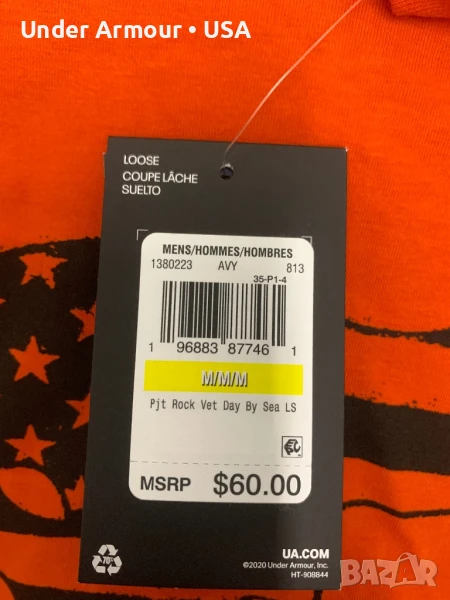 Under Armour • USA
LOOSE
COUPE LÂCHE
SUELTO
MENS/HOMMES/HOMBRES
1380223 AVY 813
35-P1-4
1 96883 87746 1
M/M/M
Pjt Rock Vet Day By Sea LS
MSRP $60.00
70%
UA.COM
©2020 Under Armour, Inc.
HT-908844
BAZAR